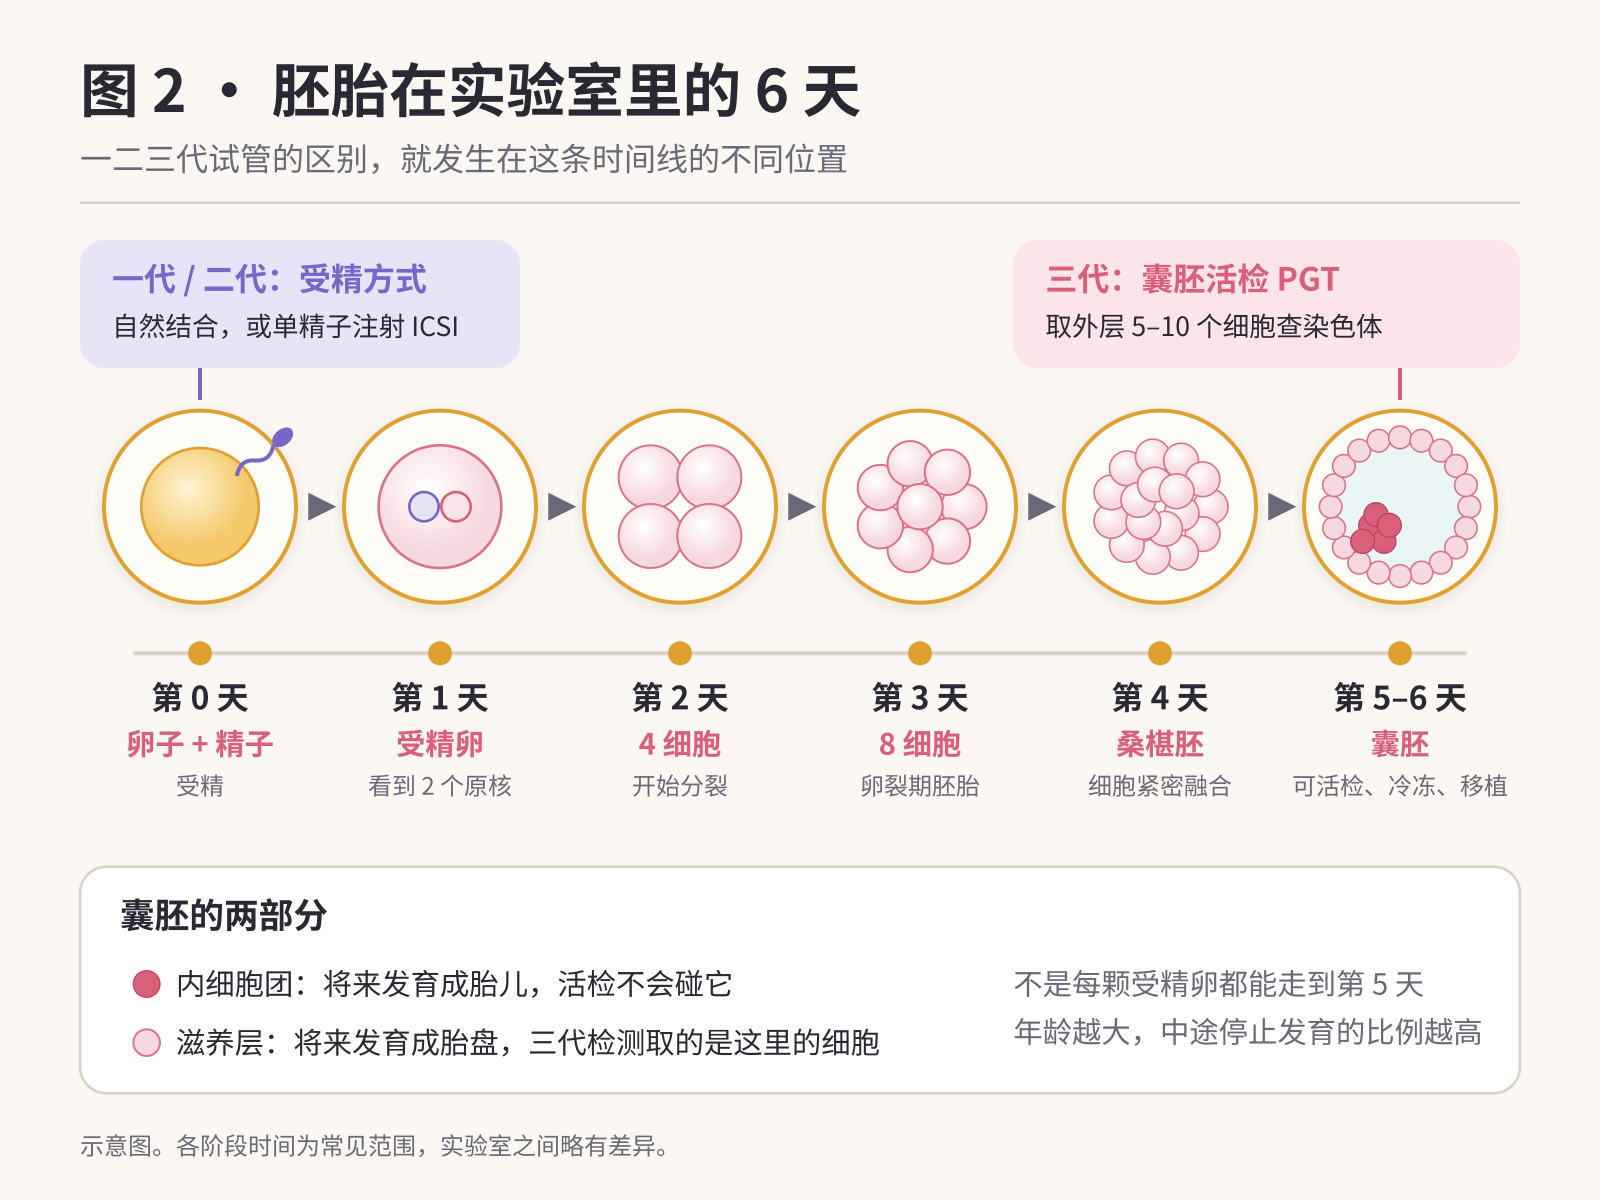 图 2 · 胚胎在实验室里的 6 天
一二三代试管的区别，就发生在这条时间线的不同位置
一代 / 二代：受精方式
自然结合，或单精子注射 ICSI
三代：囊胚活检 PGT
取外层 5–10 个细胞查染色体
第 0 天
卵子 + 精子
受精
第 1 天
受精卵
看到 2 个原核
第 2 天
4 细胞
开始分裂
第 3 天
8 细胞
卵裂期胚胎
第 4 天
桑椹胚
细胞紧密融合
第 5–6 天
囊胚
可活检、冷冻、移植
囊胚的两部分
内细胞团：将来发育成胎儿，活检不会碰它
滋养层：将来发育成胎盘，三代检测取的是这里的细胞
不是每颗受精卵都能走到第 5 天
年龄越大，中途停止发育的比例越高
示意图。各阶段时间为常见范围，实验室之间略有差异。